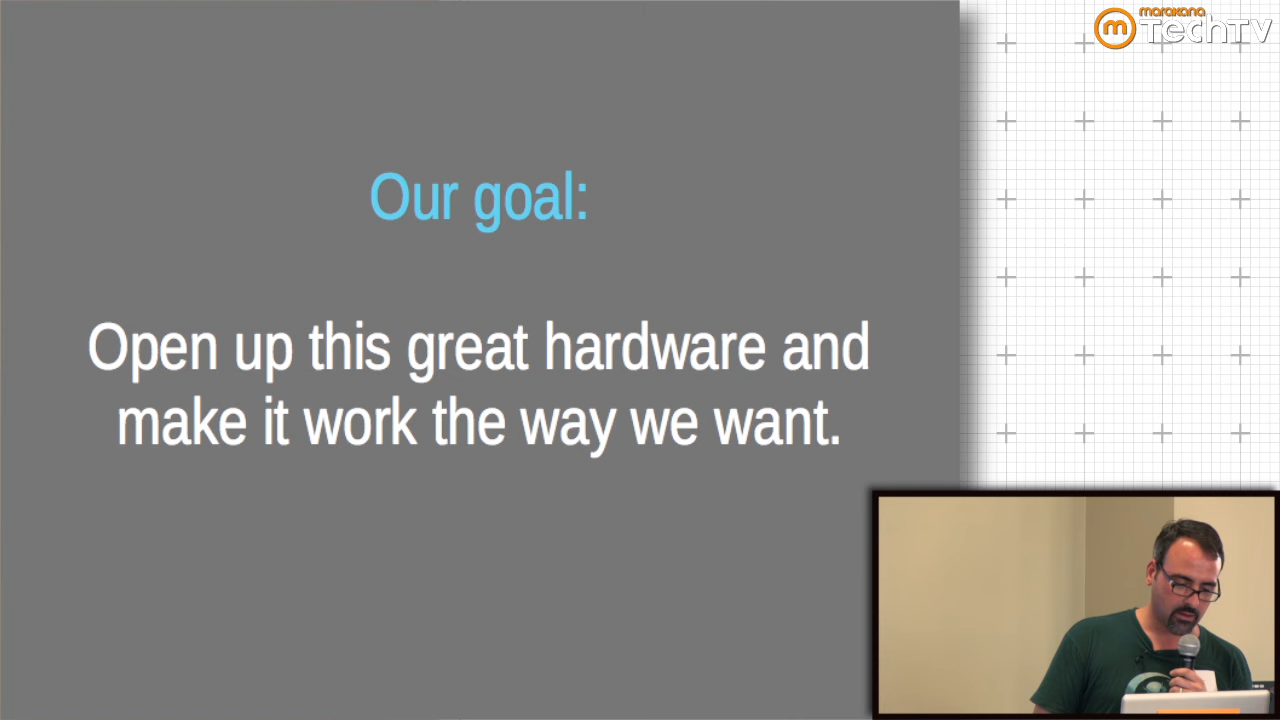 marakana
TechTV
Our goal:
Open up this great hardware and
make it work the way we want.